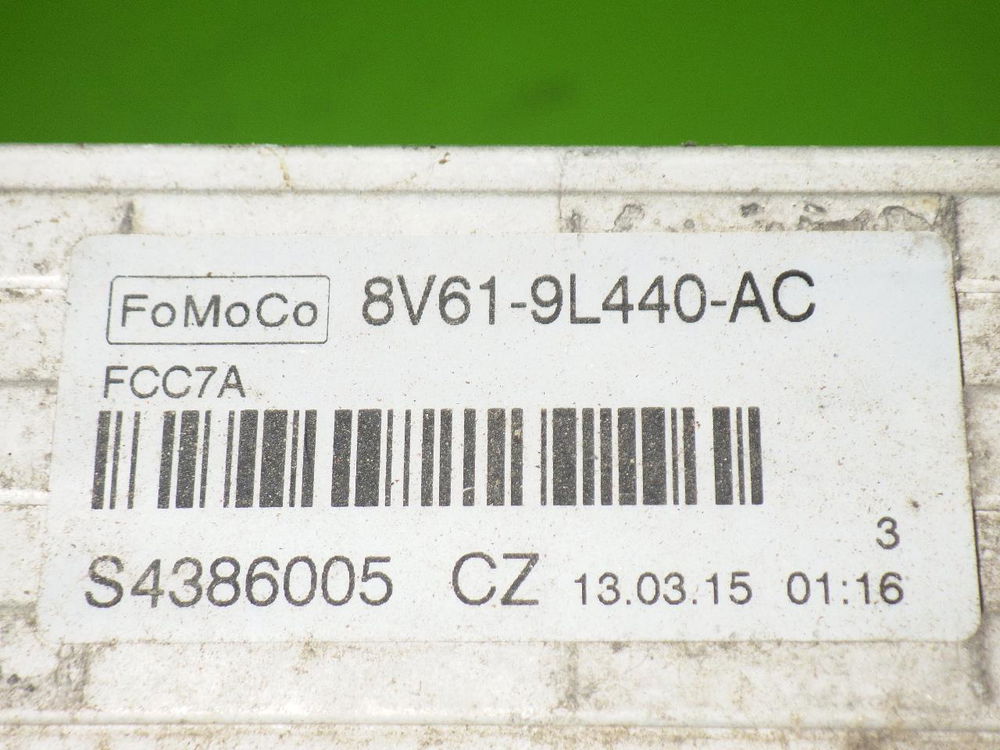 FoMoCo 8V61-9L440-AC
FCC7A
3
S4386005 CZ 13.03.15 01:16